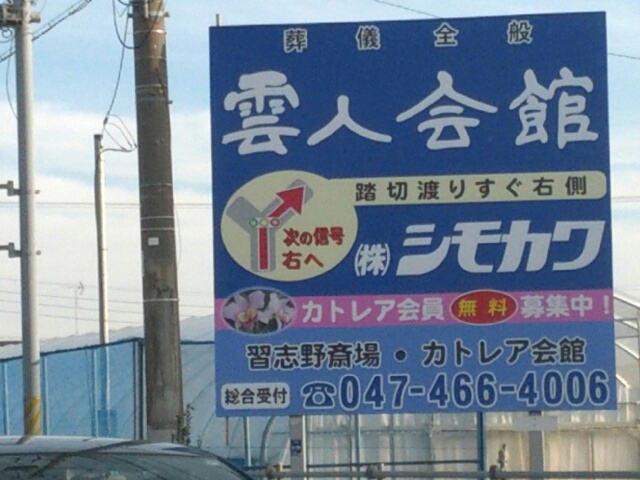 葬儀全般
雲人会館
踏切渡りすぐ右側
次の信号
右へ
㈱シモカワ
カトレア会員 無料 募集中!
習志野斎場・カトレア会館
総合受付 ☎047-466-4006